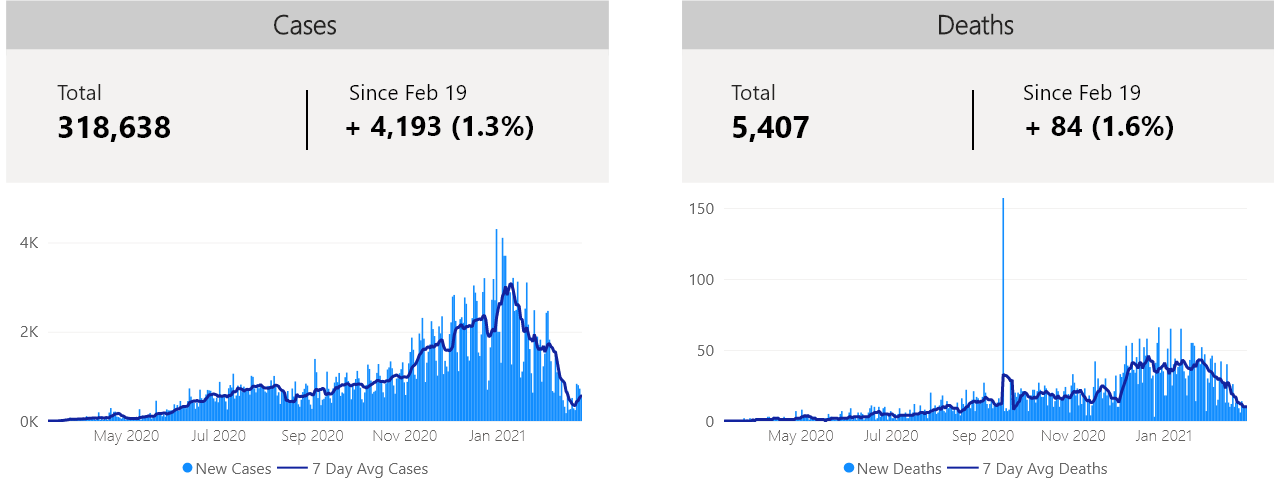 Cases
Total
318,638
Since Feb 19
+ 4,193 (1.3%)
4K
2K
0K
May 2020 Jul 2020 Sep 2020 Nov 2020 Jan 2021
New Cases 7 Day Avg Cases
Deaths
Total
5,407
Since Feb 19
+ 84 (1.6%)
150
100
50
0
May 2020 Jul 2020 Sep 2020 Nov 2020 Jan 2021
New Deaths 7 Day Avg Deaths